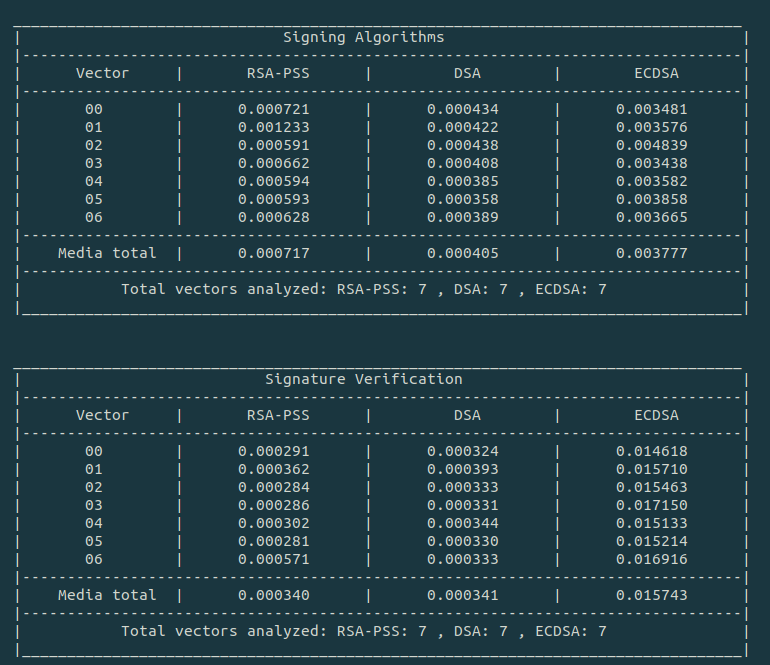 Signing Algorithms
Vector | RSA-PSS | DSA | ECDSA
00 | 0.000721 | 0.000434 | 0.003481
01 | 0.001233 | 0.000422 | 0.003576
02 | 0.000591 | 0.000438 | 0.004839
03 | 0.000662 | 0.000408 | 0.003438
04 | 0.000594 | 0.000385 | 0.003582
05 | 0.000593 | 0.000358 | 0.003858
06 | 0.000628 | 0.000389 | 0.003665
Media total | 0.000717 | 0.000405 | 0.003777
Total vectors analyzed: RSA-PSS: 7 , DSA: 7 , ECDSA: 7
Signature Verification
Vector | RSA-PSS | DSA | ECDSA
00 | 0.000291 | 0.000324 | 0.014618
01 | 0.000362 | 0.000393 | 0.015710
02 | 0.000284 | 0.000333 | 0.015463
03 | 0.000286 | 0.000331 | 0.017150
04 | 0.000302 | 0.000344 | 0.015133
05 | 0.000281 | 0.000330 | 0.015214
06 | 0.000571 | 0.000333 | 0.016916
Media total | 0.000340 | 0.000341 | 0.015743
Total vectors analyzed: RSA-PSS: 7 , DSA: 7 , ECDSA: 7